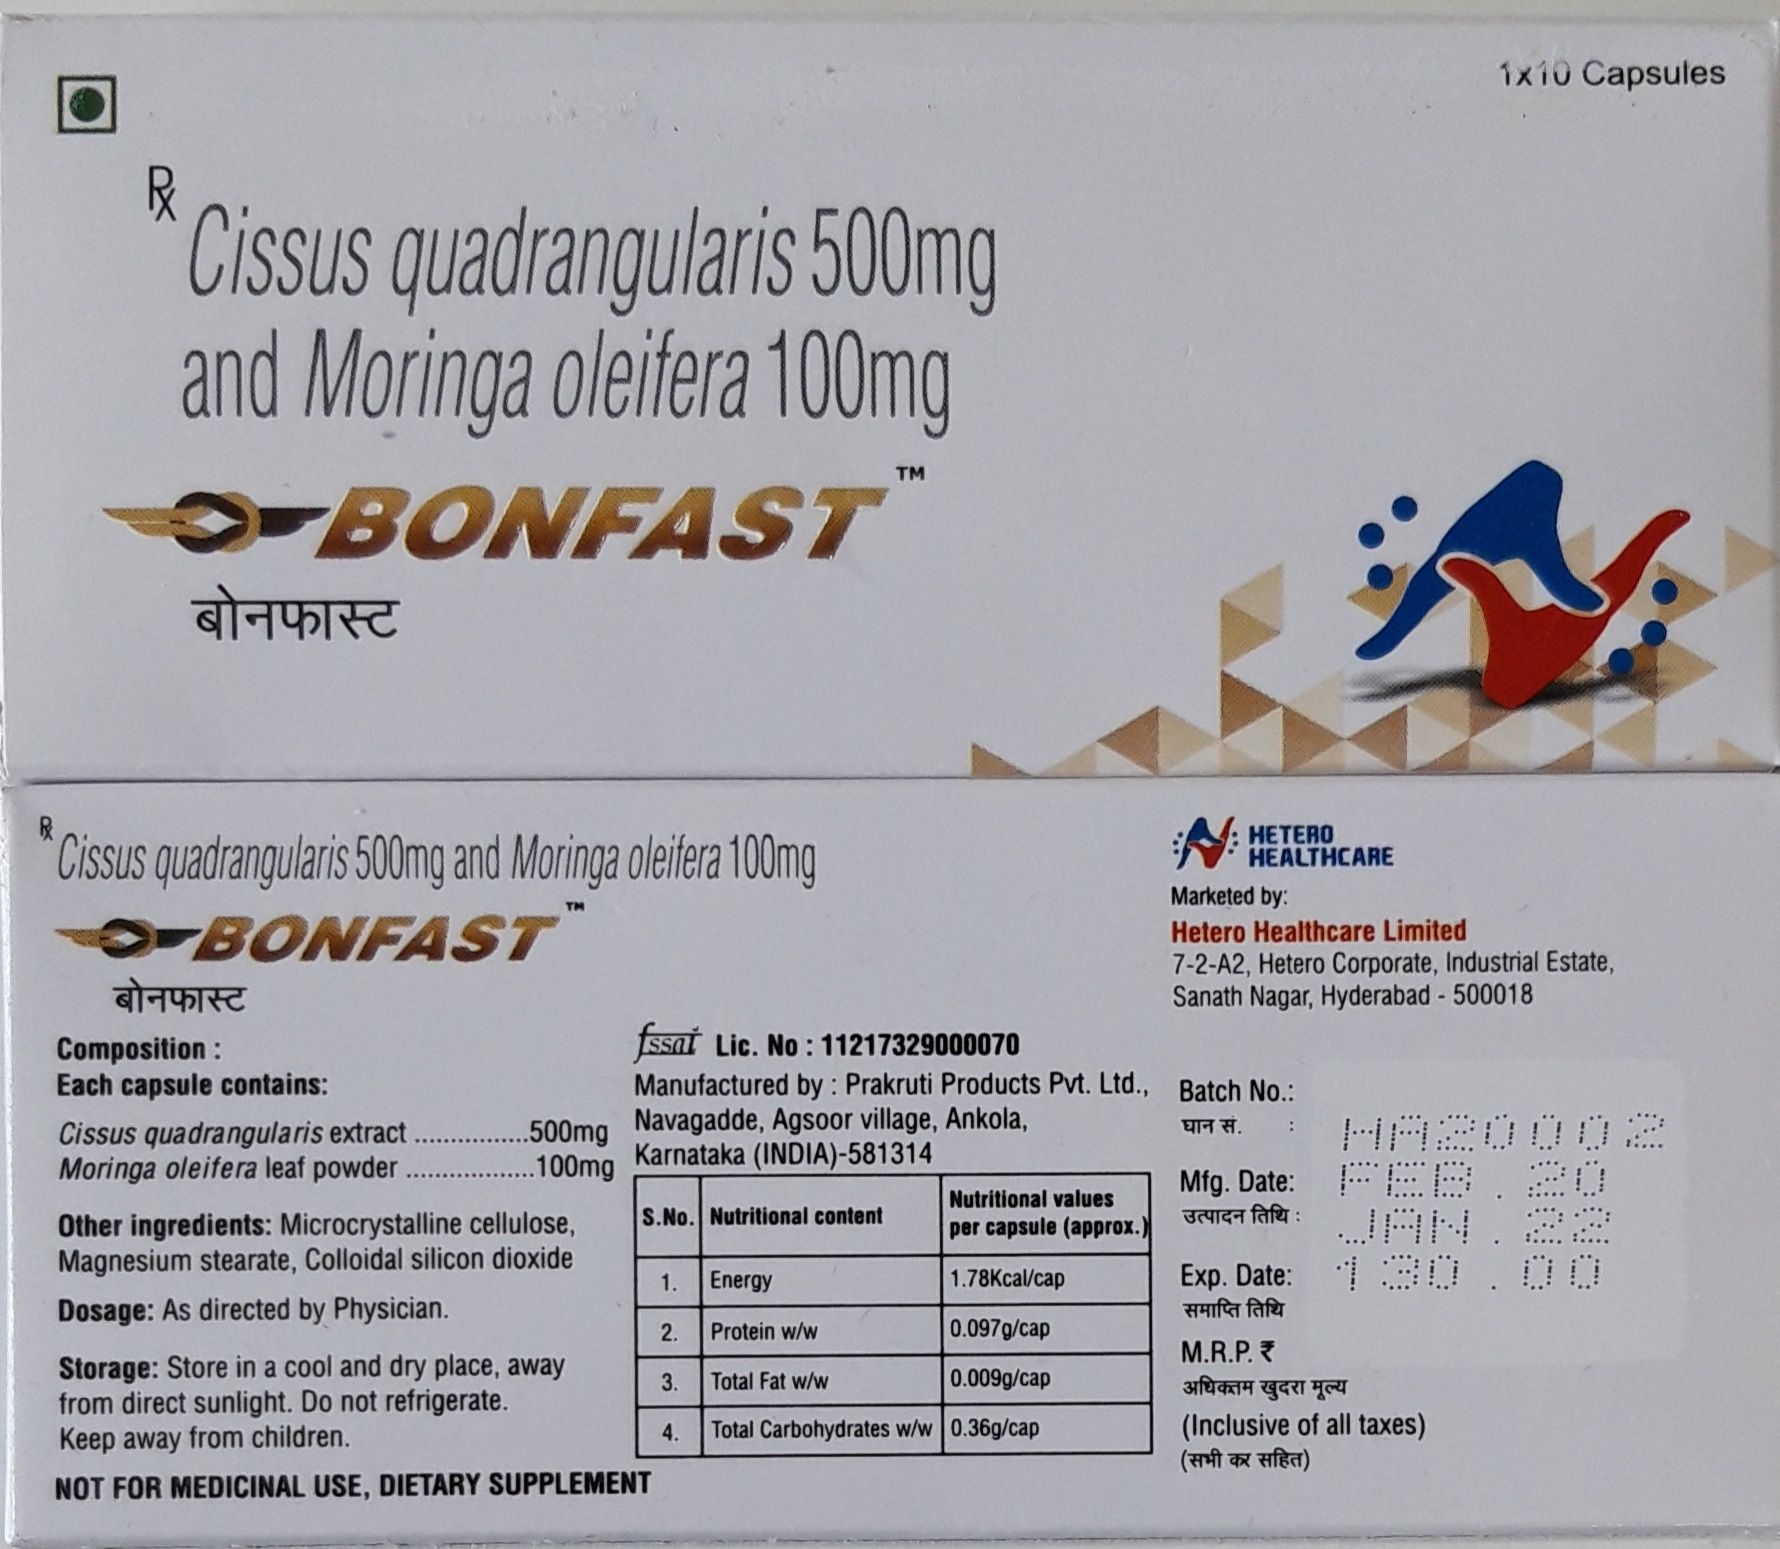 1x10 Capsules
Rx
Cissus quadrangularis 500mg
and Moringa oleifera 100mg
BONFAST™
बोनफास्ट
Rx
Cissus quadrangularis 500mg and Moringa oleifera 100mg
BONFAST™
बोनफास्ट
Composition :
Each capsule contains:
Cissus quadrangularis extract ................500mg
Moringa oleifera leaf powder ..................100mg
Other ingredients: Microcrystalline cellulose,
Magnesium stearate, Colloidal silicon dioxide
Dosage: As directed by Physician.
Storage: Store in a cool and dry place, away
from direct sunlight. Do not refrigerate.
Keep away from children.
NOT FOR MEDICINAL USE, DIETARY SUPPLEMENT
fssai Lic. No : 11217329000070
Manufactured by : Prakruti Products Pvt. Ltd.,
Navagadde, Agsoor village, Ankola,
Karnataka (INDIA)-581314
S.No. Nutritional content Nutritional values
per capsule (approx.)
1. Energy 1.78Kcal/cap
2. Protein w/w 0.097g/cap
3. Total Fat w/w 0.009g/cap
4. Total Carbohydrates w/w 0.36g/cap
HETERO
HEALTHCARE
Marketed by:
Hetero Healthcare Limited
7-2-A2, Hetero Corporate, Industrial Estate,
Sanath Nagar, Hyderabad - 500018
Batch No.:
घान सं. :
Mfg. Date:
उत्पादन तिथि :
Exp. Date:
समाप्ति तिथि
M.R.P. ₹
अधिकतम खुदरा मूल्य
(Inclusive of all taxes)
(सभी कर सहित)
HA20002
FEB.20
JAN.22
130.00